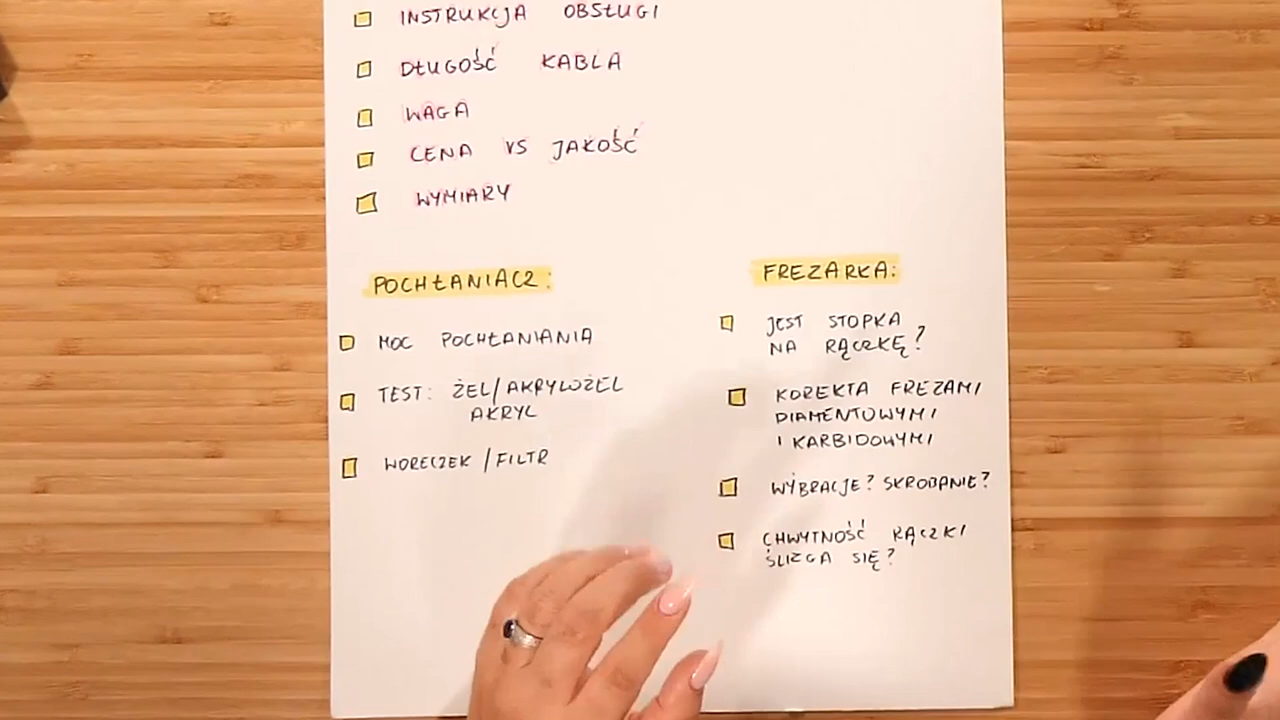 INSTRUKCJA OBSŁUGI
DŁUGOŚĆ KABLA
WAGA
CENA VS JAKOŚĆ
WYMIARY
POCHŁANIACZ:
MOC POCHŁANIANIA
TEST: ŻEL/AKRYLOŻEL
AKRYL
WORECZEK/FILTR
FREZARKA:
JEST STOPKA
NA RĄCZKĘ?
KOREKTA FREZAMI
DIAMENTOWYMI
I KARBIDOWYMI
WYBRACJE? SKROBANIE?
CHWYTNOŚĆ RĄCZKI
ŚLIZGA SIĘ?